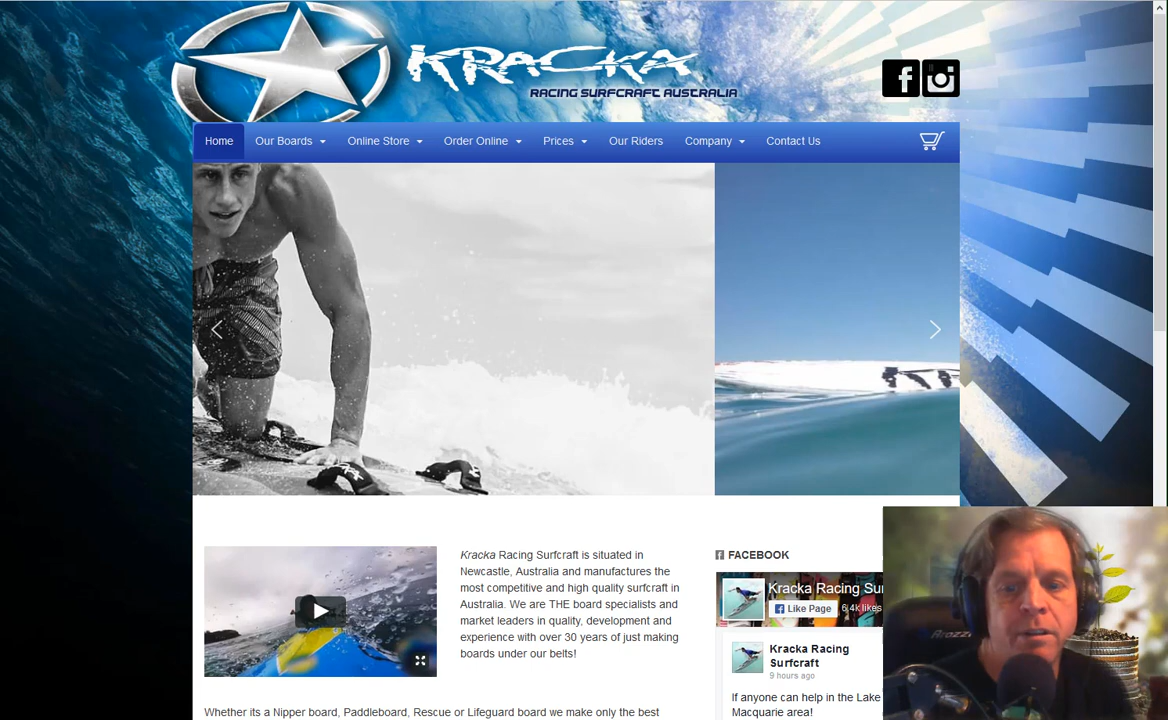 KRACKA
RACING SURFCRAFT AUSTRALIA
Home Our Boards Online Store Order Online Prices Our Riders Company Contact Us
Kracka Racing Surfcraft is situated in
Newcastle, Australia and manufactures the
most competitive and high quality surfcraft in
Australia. We are THE board specialists and
market leaders in quality, development and
experience with over 30 years of just making
boards under our belts!
Whether its a Nipper board, Paddleboard, Rescue or Lifeguard board we make only the best
FACEBOOK
Kracka Racing Su
Like Page 6.4k likes
Kracka Racing
Surfcraft
9 hours ago
If anyone can help in the Lake
Macquarie area!